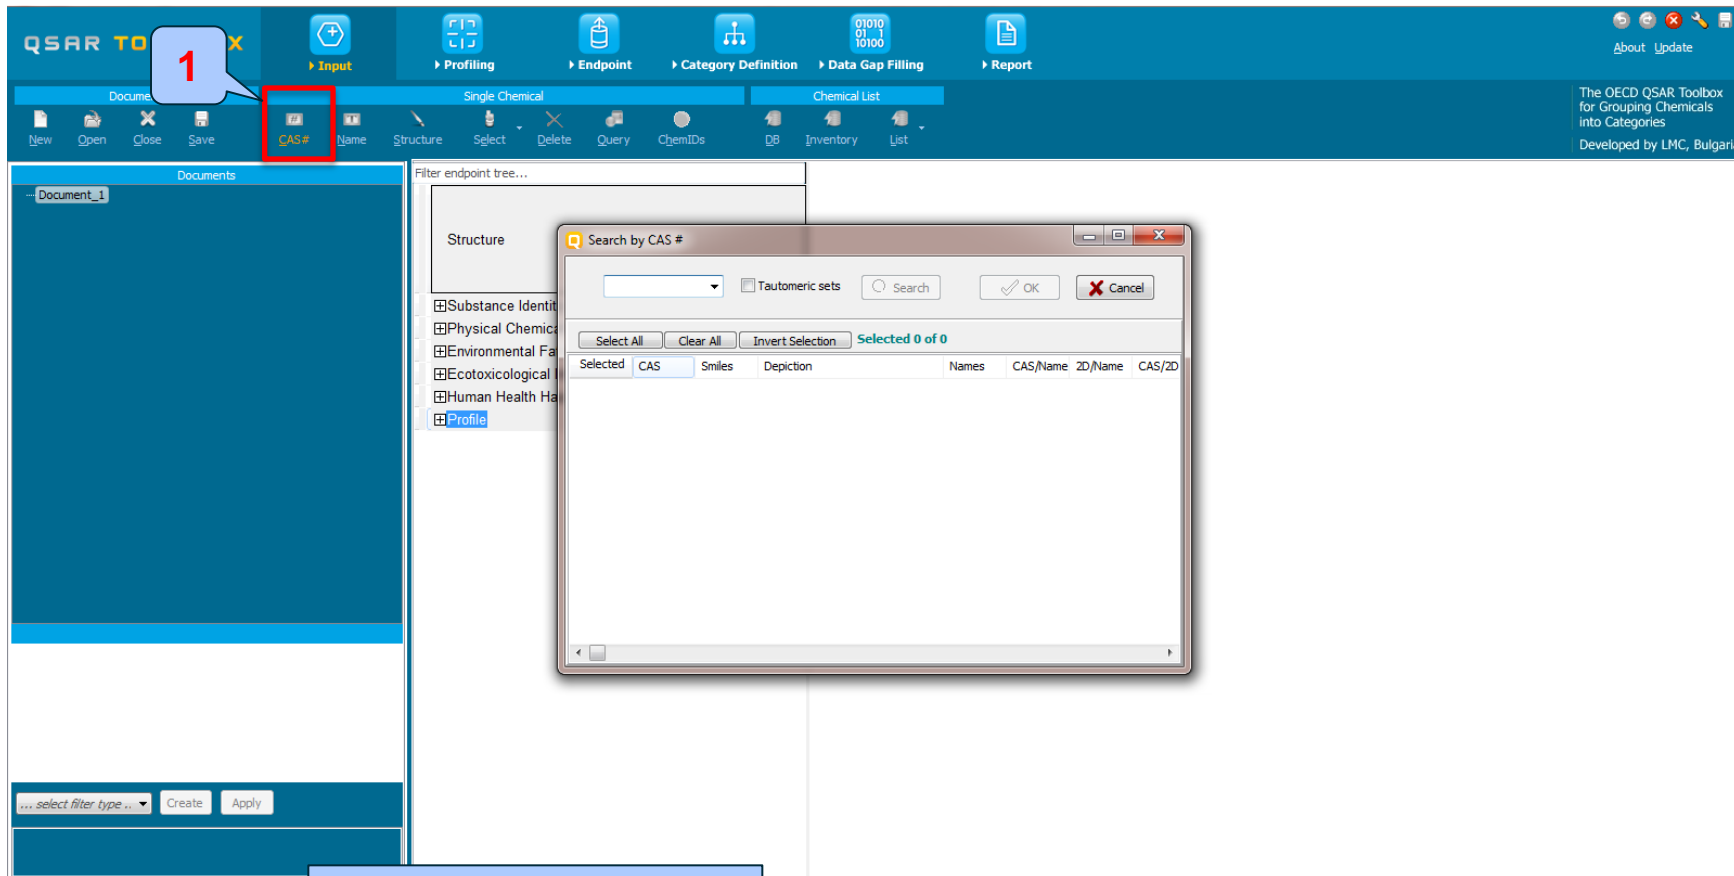 QSAR TO X
1
Input
Profiling
Endpoint
Category Definition
01010
01 1
10100
Data Gap Filling
Report
About Update
Single Chemical
Chemical List
New Open Close Save
# CAS# Name Structure Select Delete Query ChemIDs
DB Inventory List
The OECD QSAR Toolbox
for Grouping Chemicals
into Categories
Developed by LMC, Bulgari
Documents
Document_1
Filter endpoint tree...
Structure
Substance Identit
Physical Chemica
Environmental Fa
Ecotoxicological I
Human Health Ha
Profile
Search by CAS #
Tautomeric sets Search OK Cancel
Select All Clear All Invert Selection Selected 0 of 0
Selected CAS Smiles Depiction Names CAS/Name 2D/Name CAS/2D
... select filter type .. Create Apply